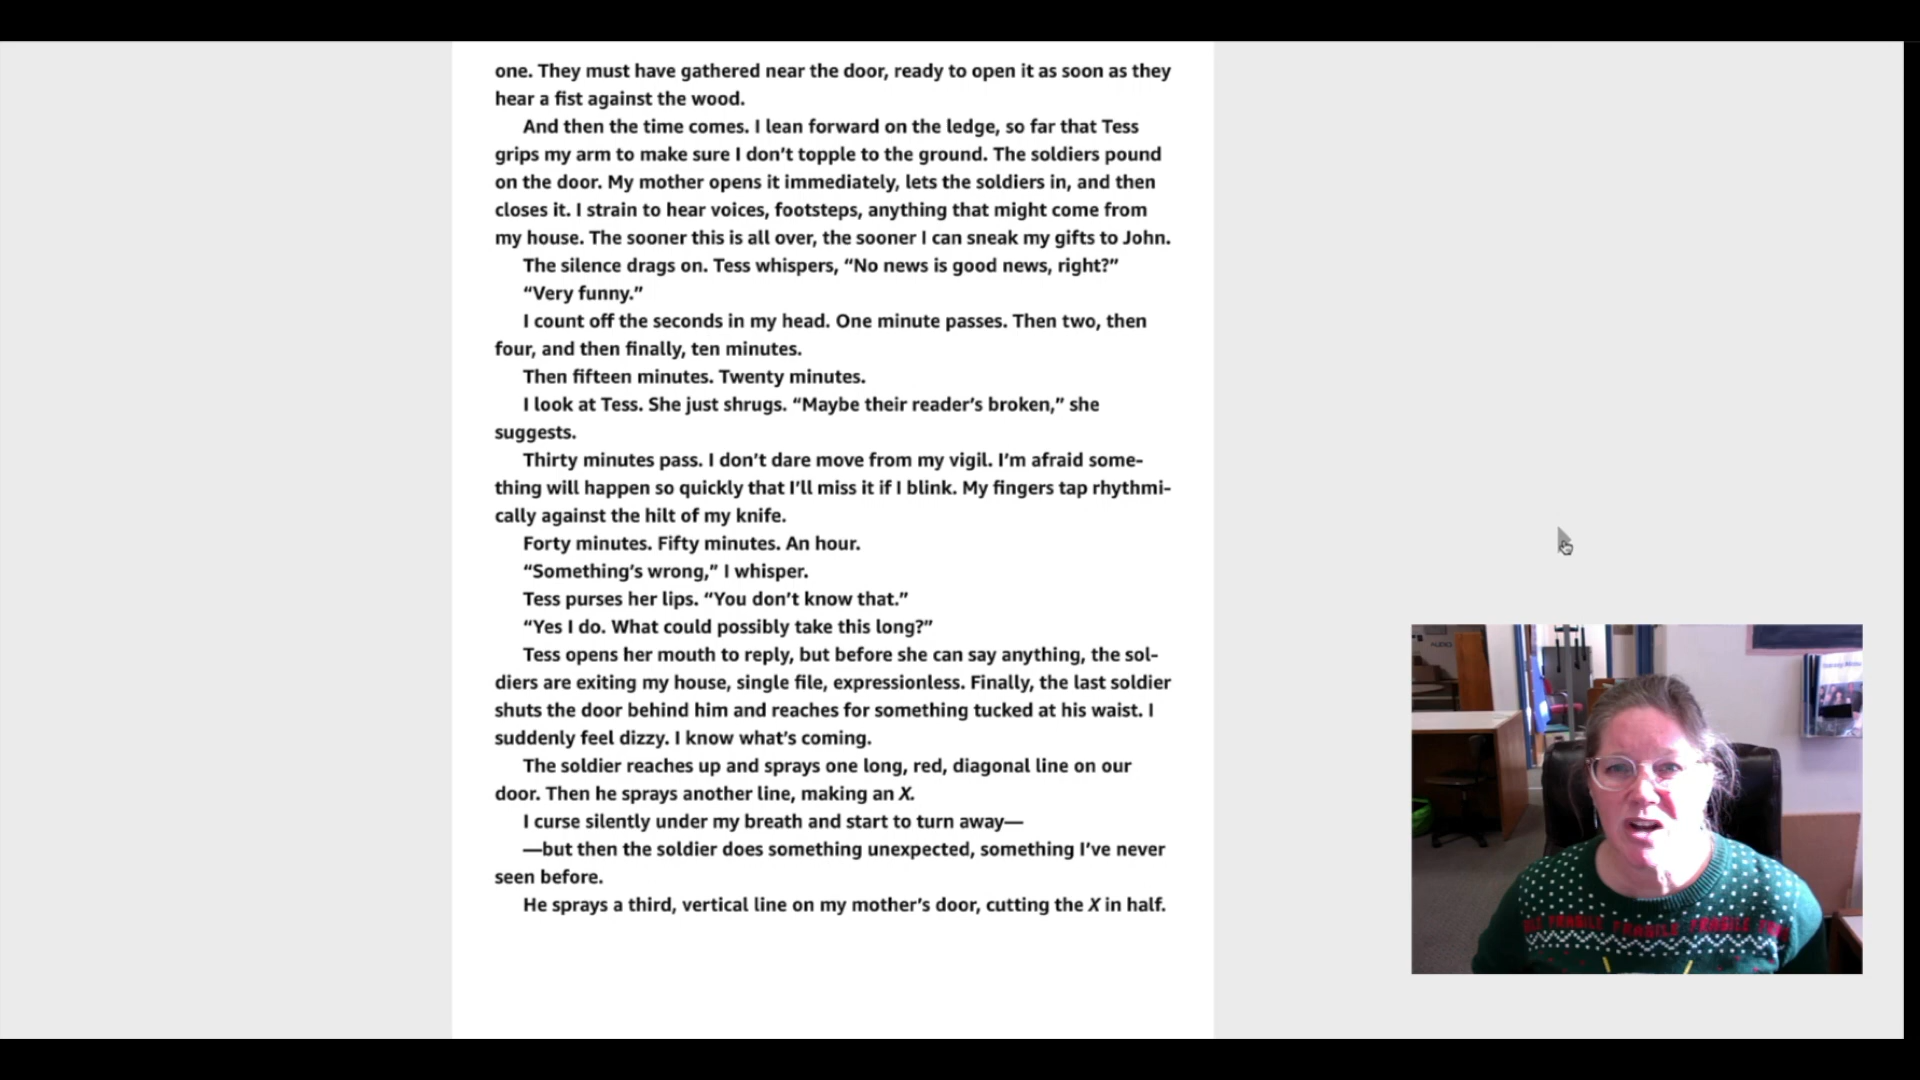 one. They must have gathered near the door, ready to open it as soon as they
hear a fist against the wood.
And then the time comes. I lean forward on the ledge, so far that Tess
grips my arm to make sure I don’t topple to the ground. The soldiers pound
on the door. My mother opens it immediately, lets the soldiers in, and then
closes it. I strain to hear voices, footsteps, anything that might come from
my house. The sooner this is all over, the sooner I can sneak my gifts to John.
The silence drags on. Tess whispers, “No news is good news, right?”
“Very funny.”
I count off the seconds in my head. One minute passes. Then two, then
four, and then finally, ten minutes.
Then fifteen minutes. Twenty minutes.
I look at Tess. She just shrugs. “Maybe their reader’s broken,” she
suggests.
Thirty minutes pass. I don’t dare move from my vigil. I’m afraid some-
thing will happen so quickly that I’ll miss it if I blink. My fingers tap rhythmi-
cally against the hilt of my knife.
Forty minutes. Fifty minutes. An hour.
“Something’s wrong,” I whisper.
Tess purses her lips. “You don’t know that.”
“Yes I do. What could possibly take this long?”
Tess opens her mouth to reply, but before she can say anything, the sol-
diers are exiting my house, single file, expressionless. Finally, the last soldier
shuts the door behind him and reaches for something tucked at his waist. I
suddenly feel dizzy. I know what’s coming.
The soldier reaches up and sprays one long, red, diagonal line on our
door. Then he sprays another line, making an X.
I curse silently under my breath and start to turn away—
—but then the soldier does something unexpected, something I’ve never
seen before.
He sprays a third, vertical line on my mother’s door, cutting the X in half.
AUDIO
FRAGILE FRAGILE FRAGILE